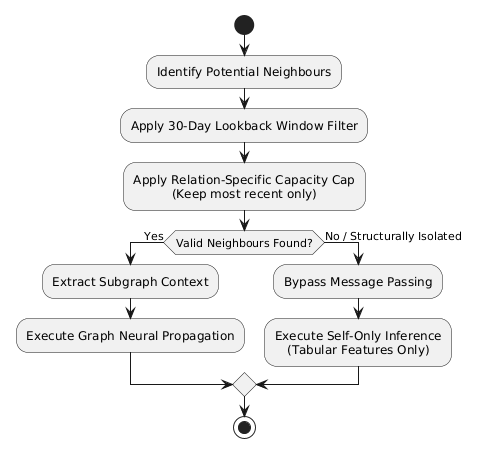 Identify Potential Neighbours
Apply 30-Day Lookback Window Filter
Apply Relation-Specific Capacity Cap
(Keep most recent only)
Yes
Valid Neighbours Found?
No / Structurally Isolated
Extract Subgraph Context
Bypass Message Passing
Execute Graph Neural Propagation
Execute Self-Only Inference
(Tabular Features Only)